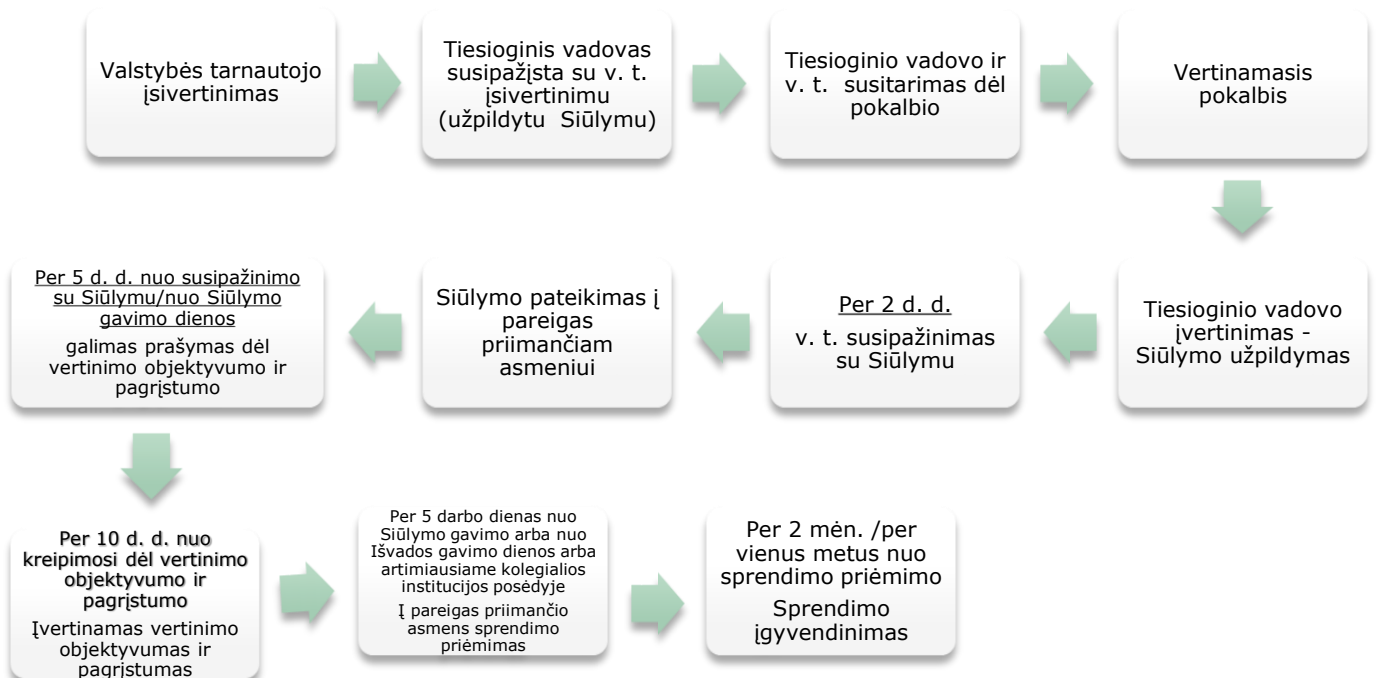 Valstybės tarnautojo
įsivertinimas
Tiesioginis vadovas
susipažįsta su v. t.
įsivertinimu
(užpildytu Siūlymu)
Tiesioginio vadovo ir
v. t. susitarimas dėl
pokalbio
Vertinamasis
pokalbis
Tiesioginio vadovo
įvertinimas -
Siūlymo užpildymas
Per 2 d. d.
v. t. susipažinimas
su Siūlymu
Siūlymo pateikimas į
pareigas
priimančiam
asmeniui
Per 5 d. d. nuo susipažinimo
su Siūlymu/nuo Siūlymo
gavimo dienos
galimas prašymas dėl
vertinimo objektyvumo ir
pagrįstumo
Per 10 d. d. nuo
kreipimosi dėl vertinimo
objektyvumo ir
pagrįstumo
Įvertinamas vertinimo
objektyvumas ir
pagrįstumas
Per 5 darbo dienas nuo
Siūlymo gavimo arba nuo
Išvados gavimo dienos arba
artimiausiame kolegialios
institucijos posėdyje
Į pareigas priimančio
asmens sprendimo
priėmimas
Per 2 mėn. /per
vienus metus nuo
sprendimo priėmimo
Sprendimo
įgyvendinimas